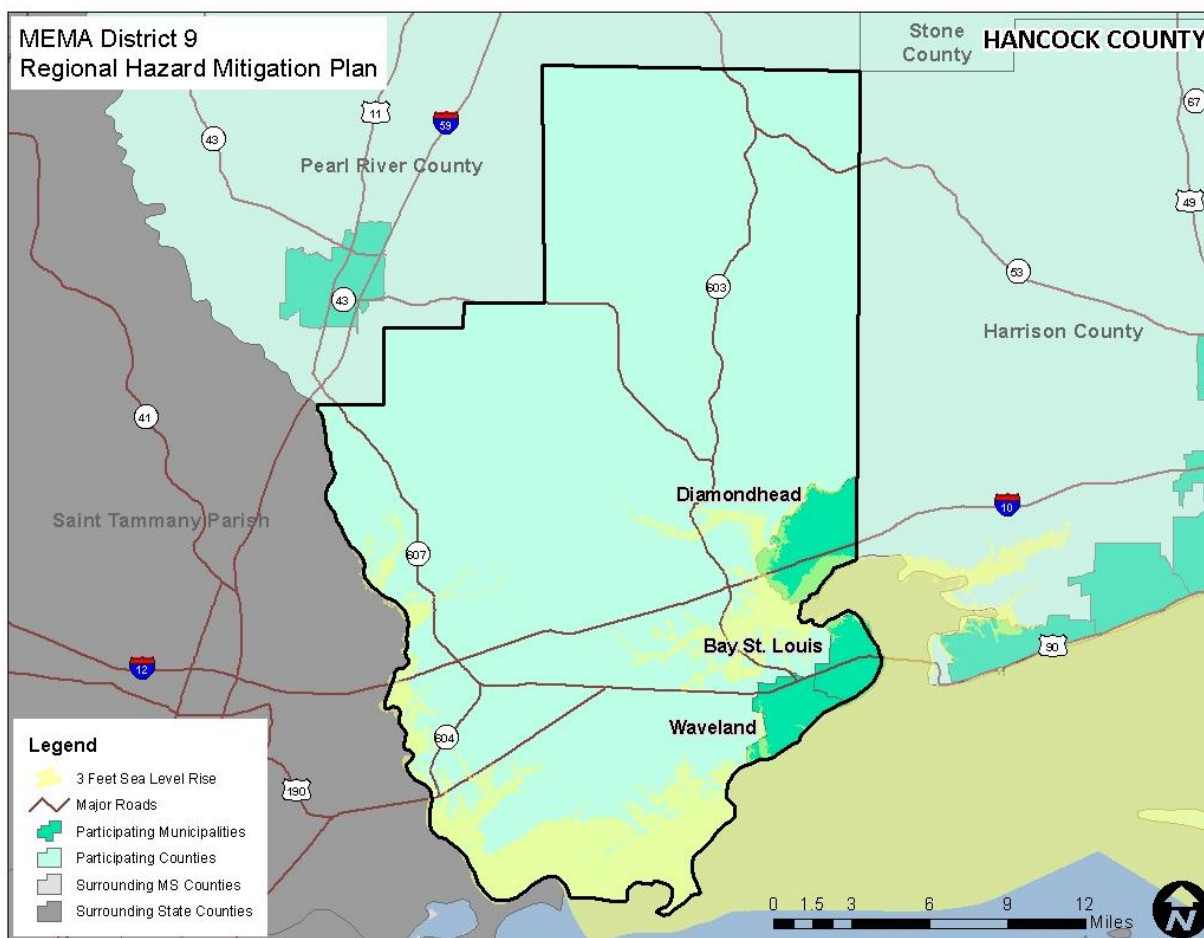 MEMA District 9
Regional Hazard Mitigation Plan
Stone
County
HANCOCK COUNTY
67
11
59
43
Pearl River County
49
603
53
43
Harrison County
41
Diamondhead
10
Saint Tammany Parish
607
Bay St. Louis
90
12
Waveland
604
190
Legend
3 Feet Sea Level Rise
Major Roads
Participating Municipalities
Participating Counties
Surrounding MS Counties
Surrounding State Counties
0 1.5 3 6 9 12
Miles
N